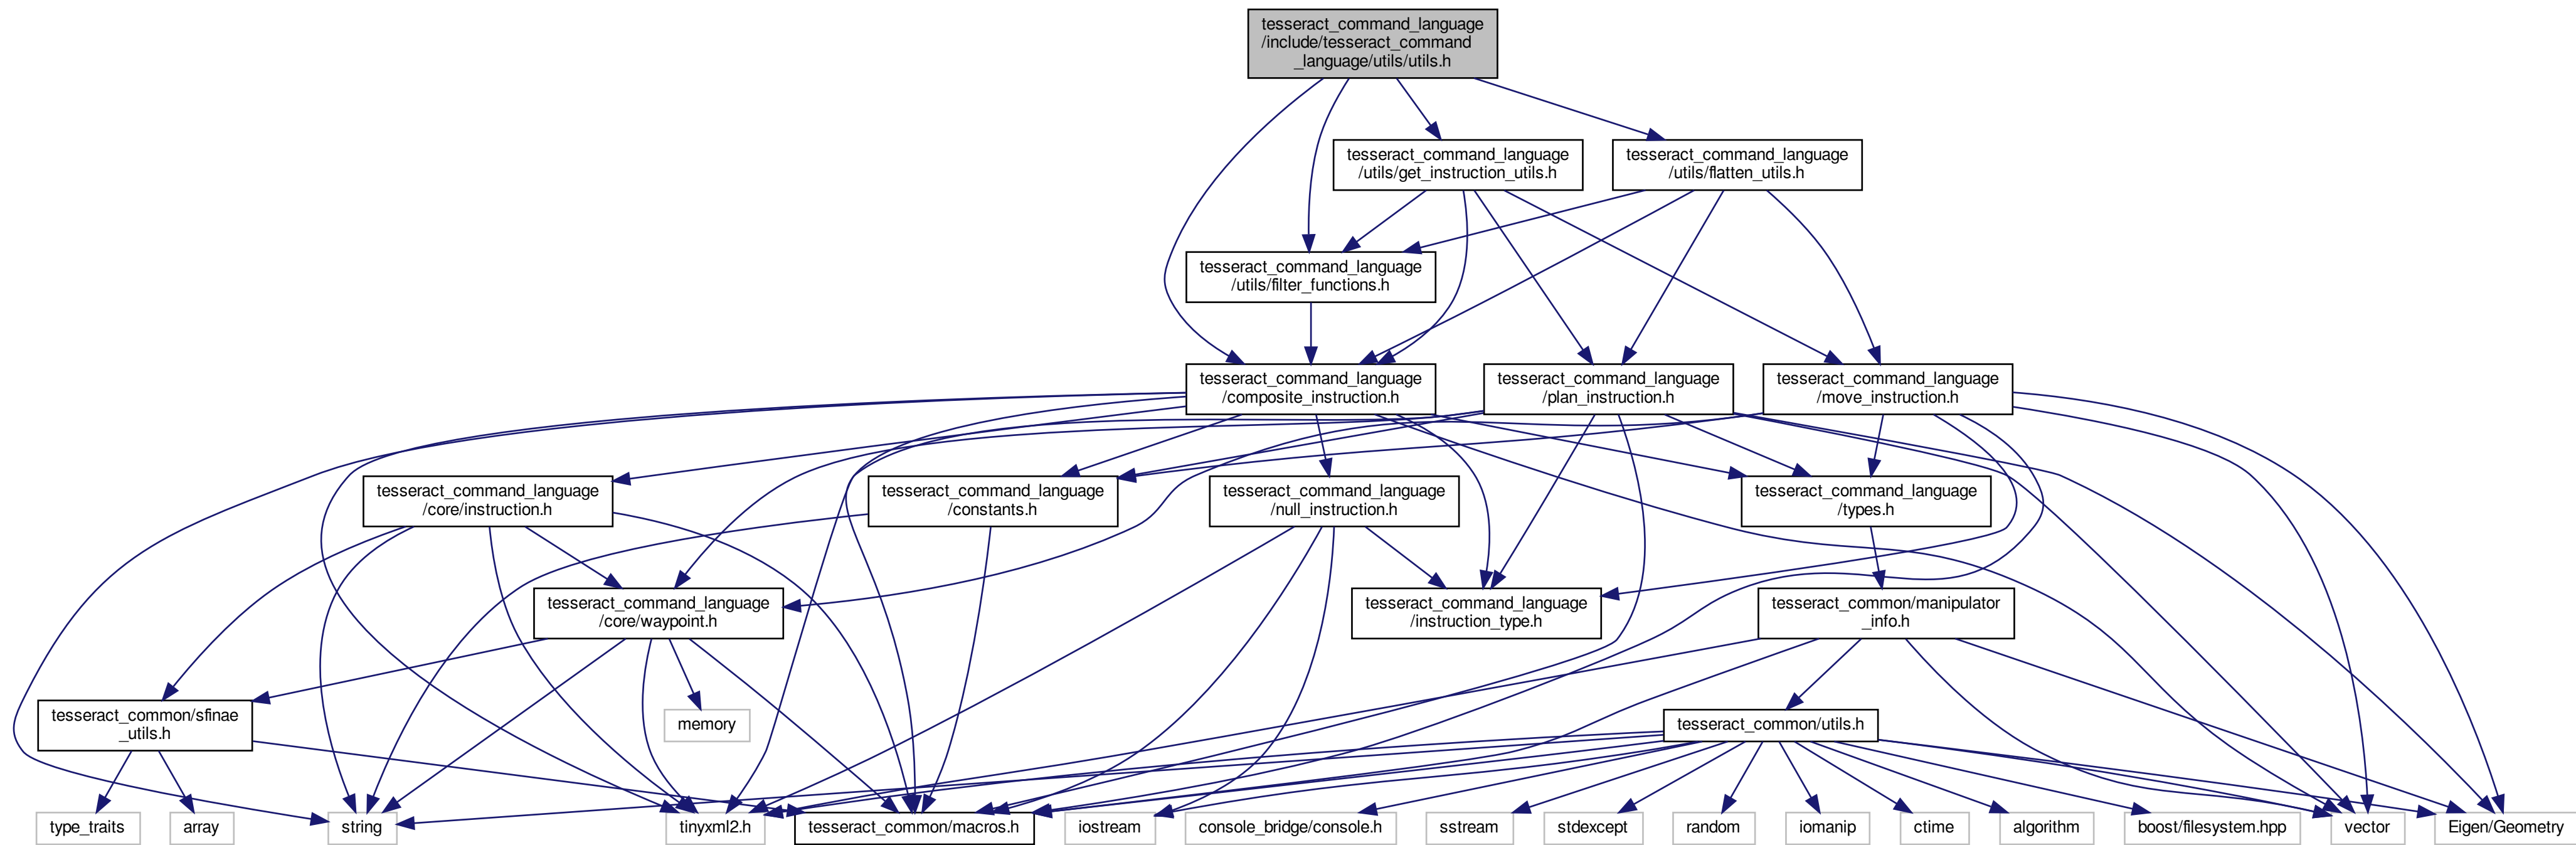 tesseract_command_language
/include/tesseract_command
_language/utils/utils.h
tesseract_command_language
/utils/get_instruction_utils.h
tesseract_command_language
/utils/flatten_utils.h
tesseract_command_language
/utils/filter_functions.h
tesseract_command_language
/composite_instruction.h
tesseract_command_language
/plan_instruction.h
tesseract_command_language
/move_instruction.h
tesseract_command_language
/core/instruction.h
tesseract_command_language
/constants.h
tesseract_command_language
/null_instruction.h
tesseract_command_language
/types.h
tesseract_command_language
/core/waypoint.h
tesseract_command_language
/instruction_type.h
tesseract_common/manipulator
_info.h
tesseract_common/sfinae
_utils.h
memory
tesseract_common/utils.h
type_traits
array
string
tinyxml2.h
tesseract_common/macros.h
iostream
console_bridge/console.h
sstream
stdexcept
random
iomanip
ctime
algorithm
boost/filesystem.hpp
vector
Eigen/Geometry